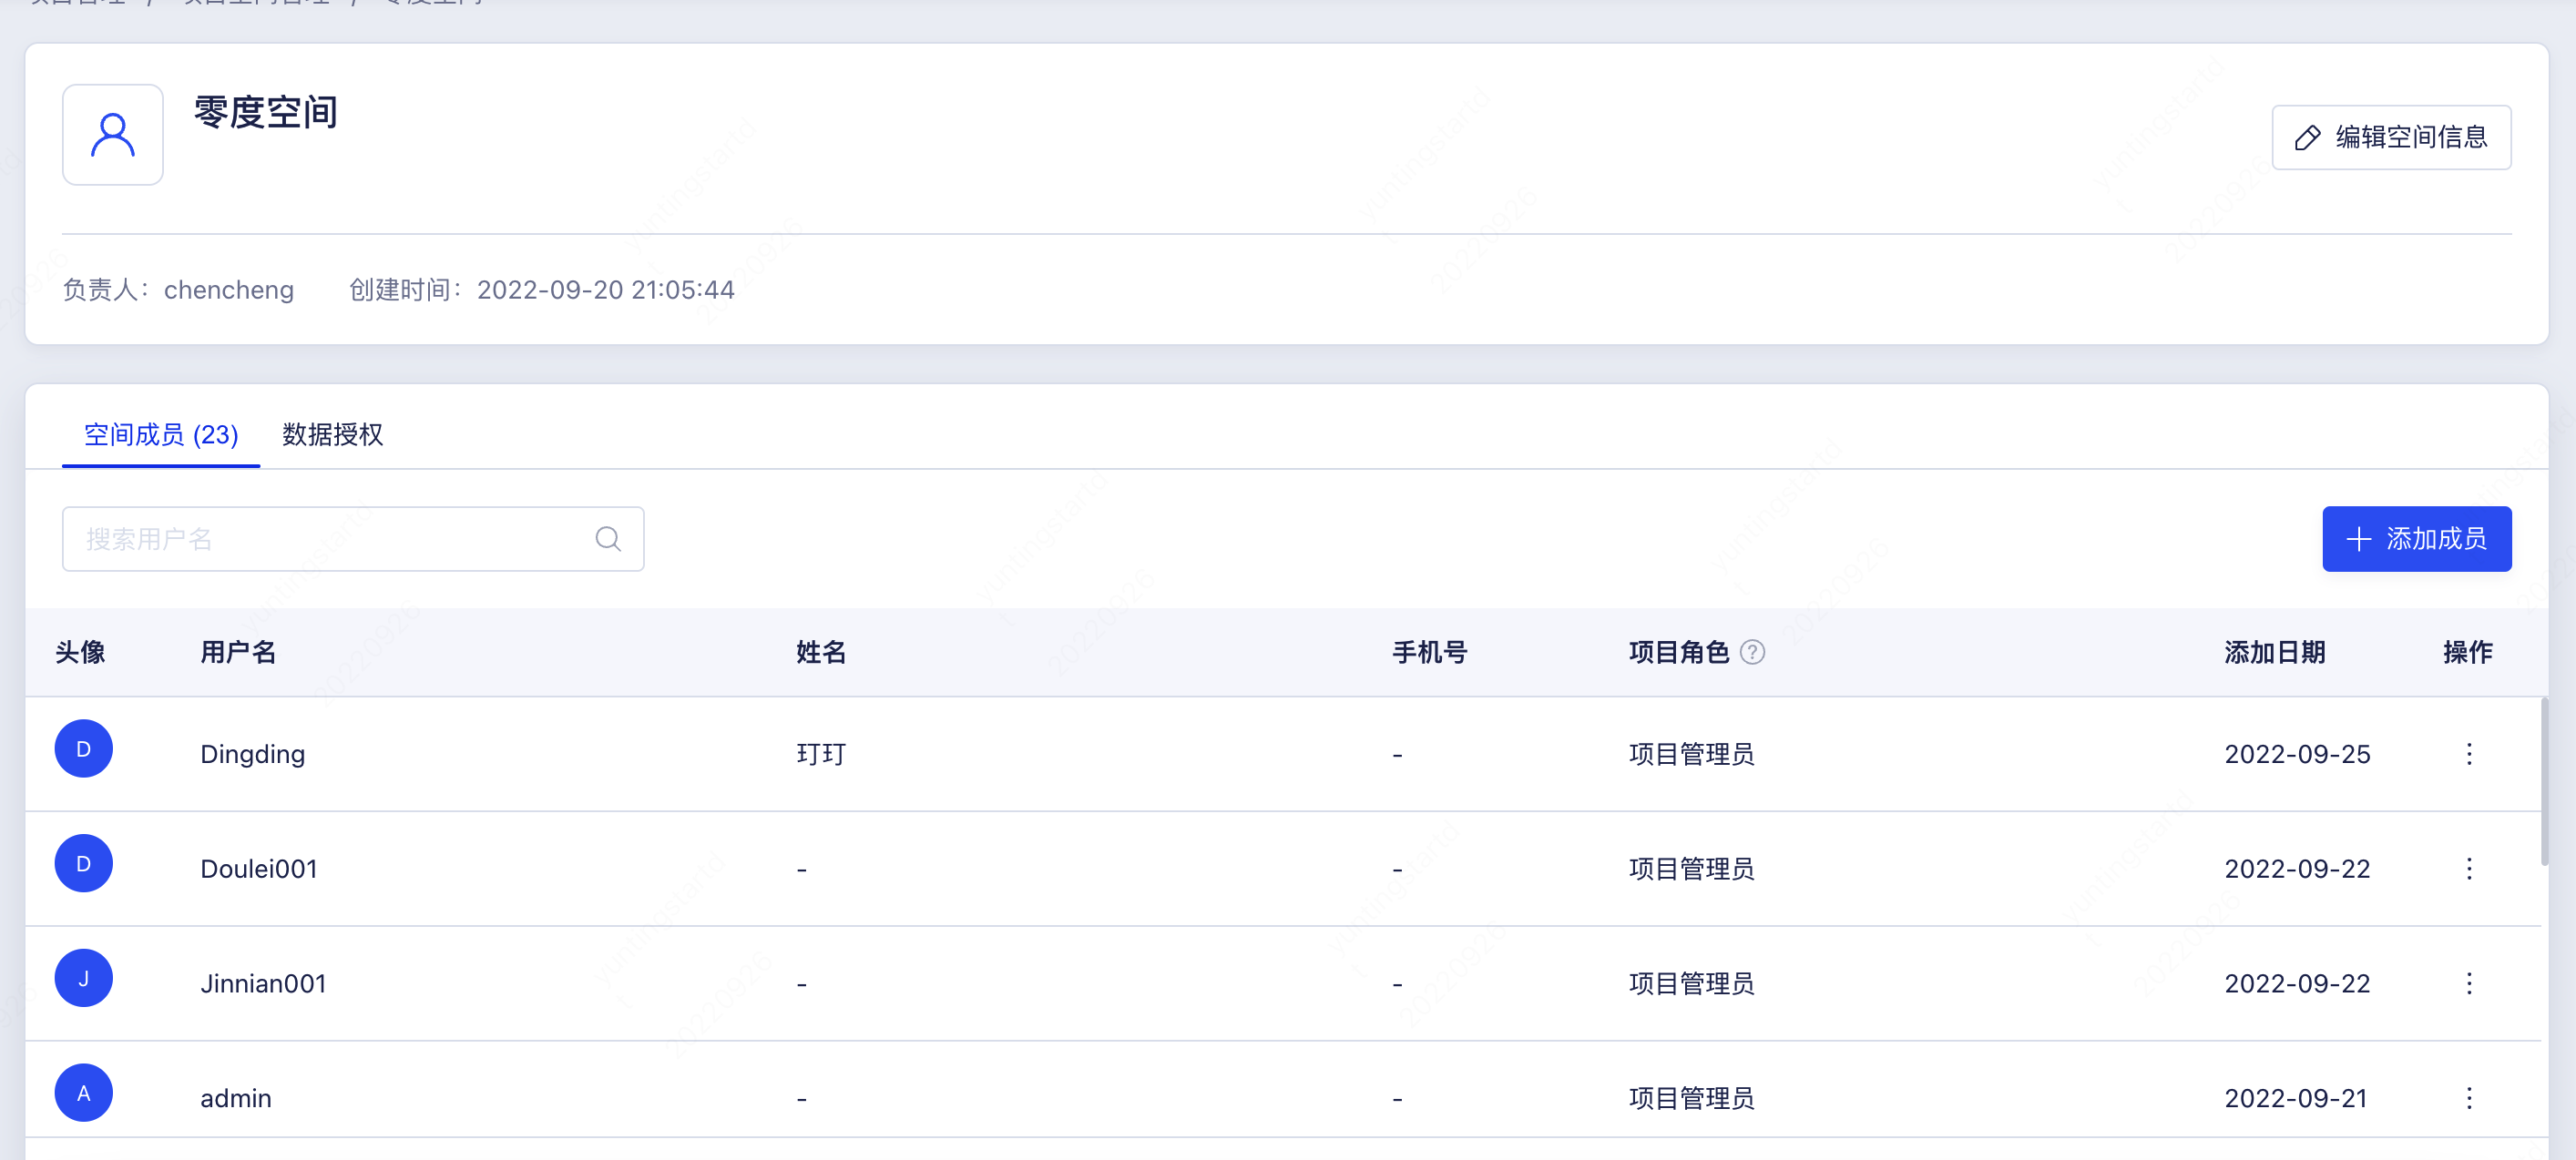 零度空间
编辑空间信息
负责人：chencheng 创建时间：2022-09-20 21:05:44
空间成员 (23) 数据授权
搜索用户名
添加成员
头像 用户名 姓名 手机号 项目角色 ? 添加日期 操作
D Dingding 玎玎 - 项目管理员 2022-09-25
D Doulei001 - - 项目管理员 2022-09-22
J Jinnian001 - - 项目管理员 2022-09-22
A admin - - 项目管理员 2022-09-21